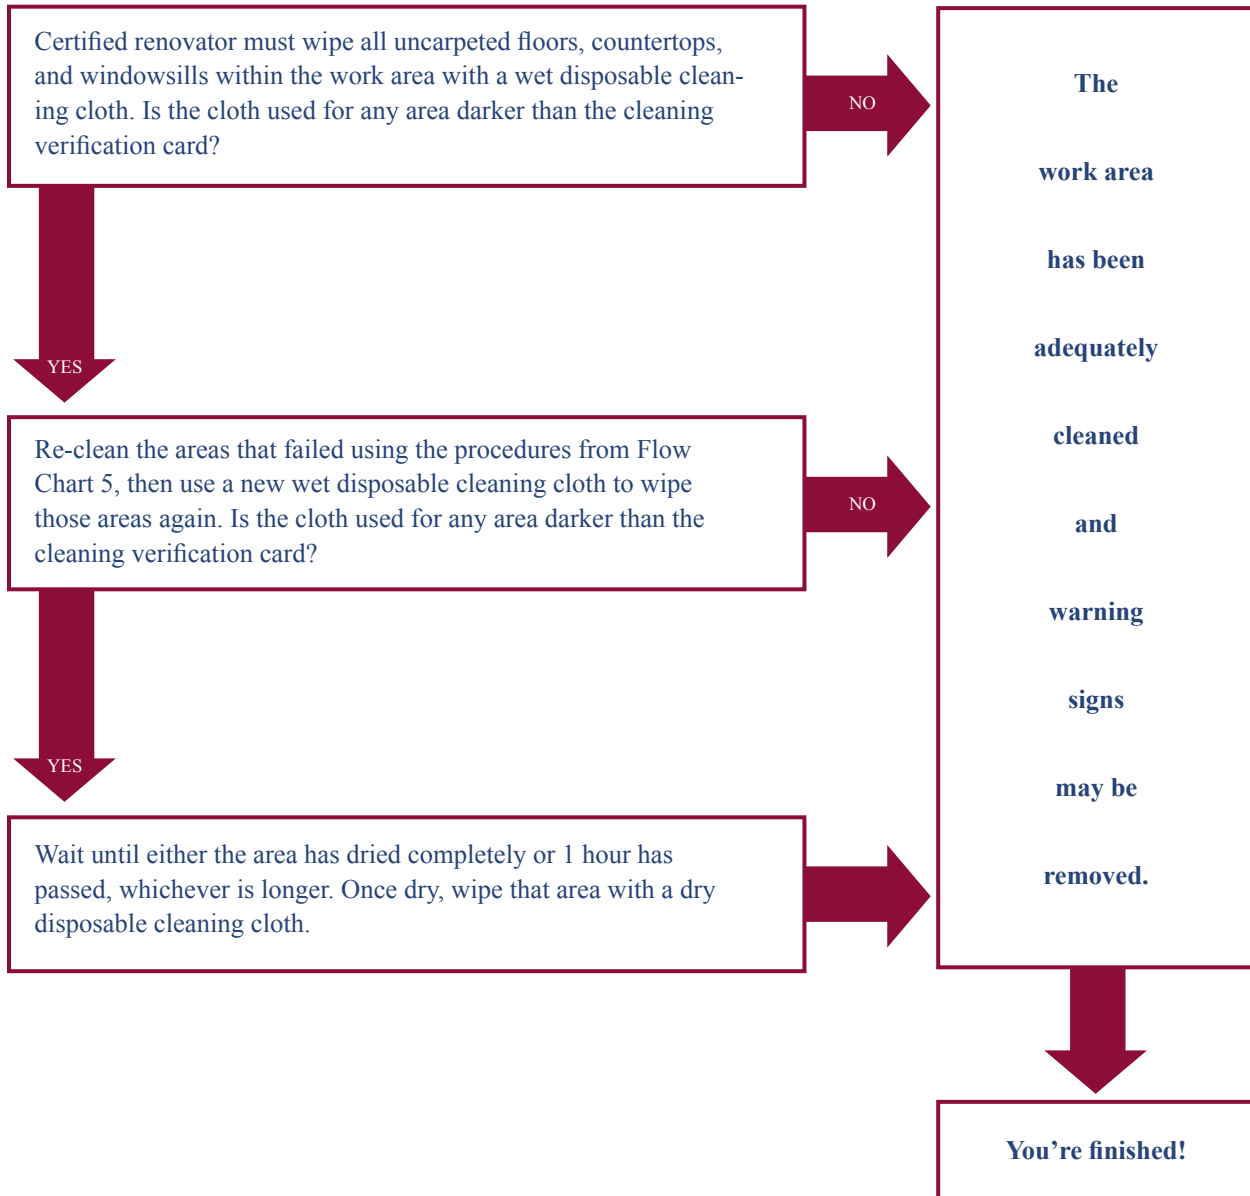 Certified renovator must wipe all uncarpeted floors, countertops,
and windowsills within the work area with a wet disposable clean-
ing cloth. Is the cloth used for any area darker than the cleaning
verification card?
NO
YES
Re-clean the areas that failed using the procedures from Flow
Chart 5, then use a new wet disposable cleaning cloth to wipe
those areas again. Is the cloth used for any area darker than the
cleaning verification card?
NO
YES
Wait until either the area has dried completely or 1 hour has
passed, whichever is longer. Once dry, wipe that area with a dry
disposable cleaning cloth.
The
work area
has been
adequately
cleaned
and
warning
signs
may be
removed.
You’re finished!